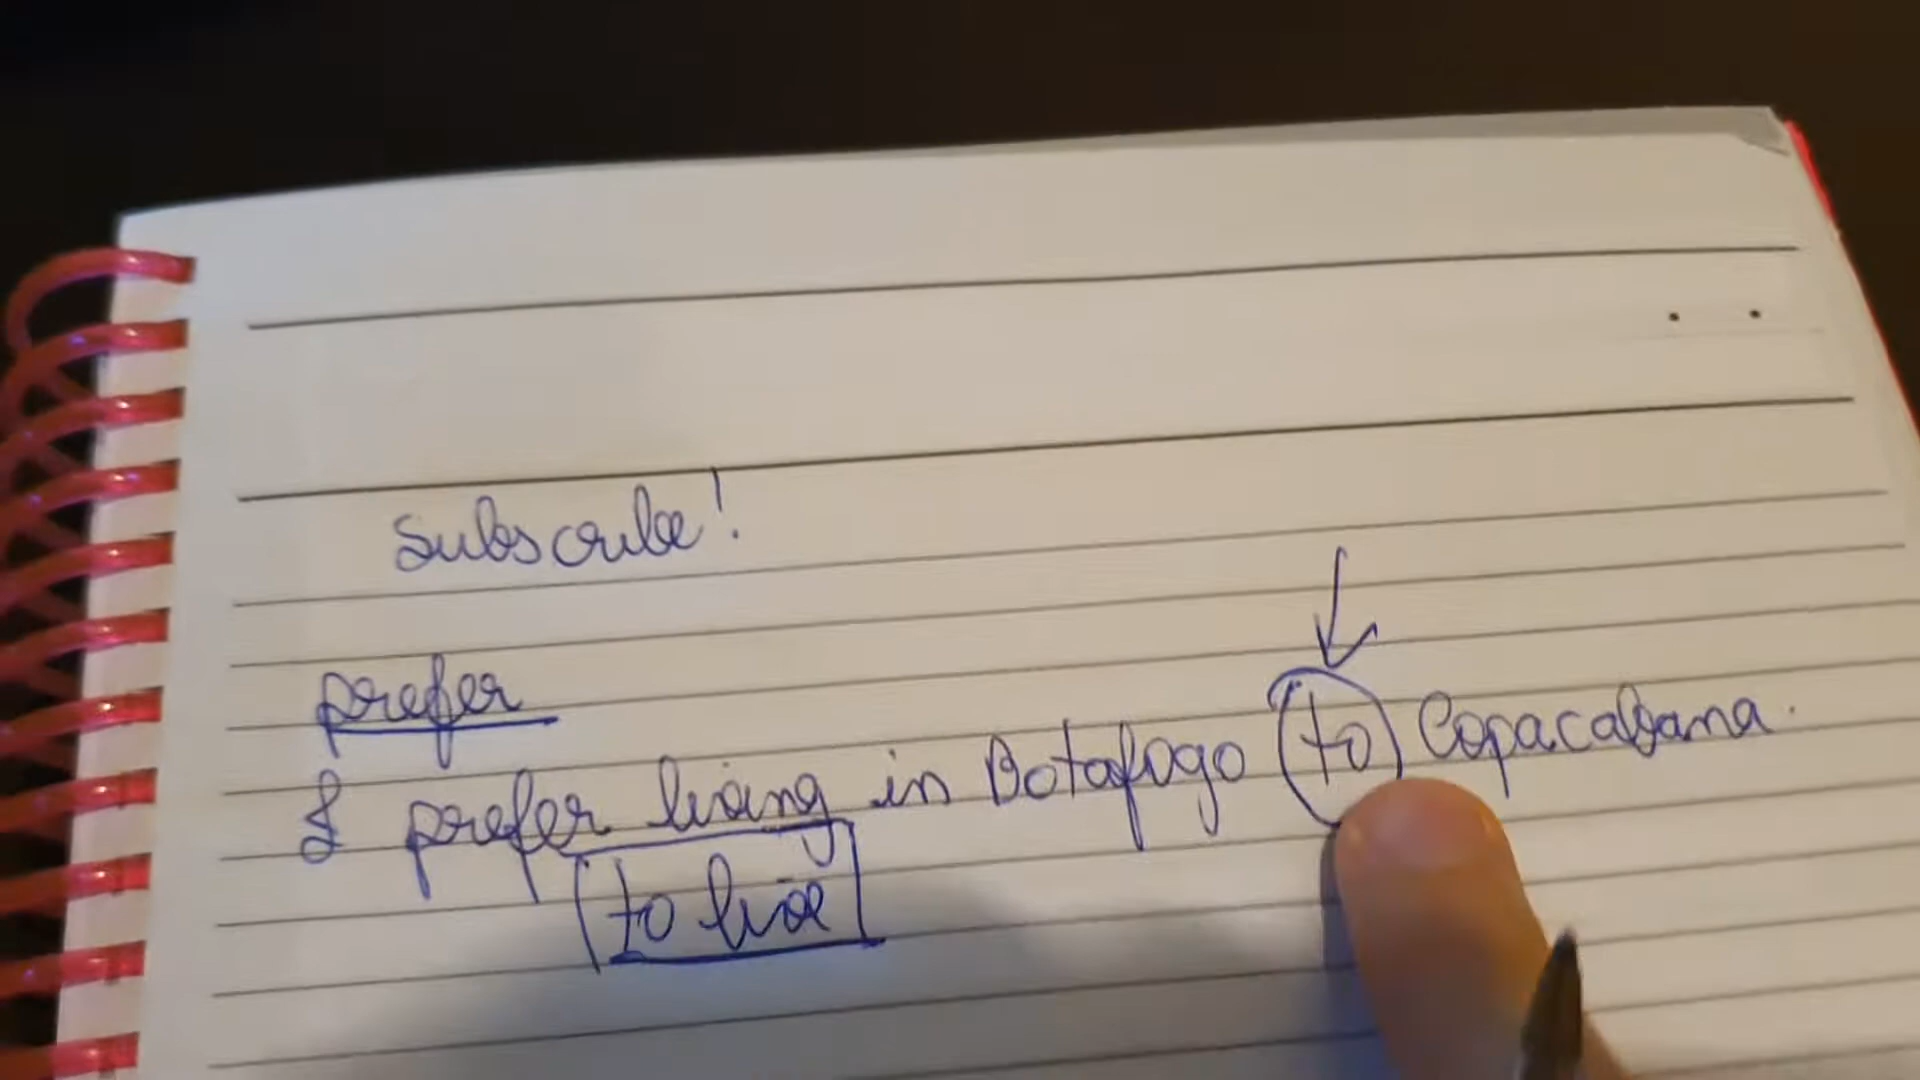 Subscribe!
prefer
I prefer living in Botafogo to Copacabana.
to live